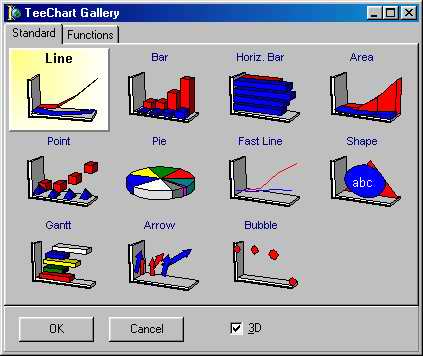 TeeChart Gallery
Standard Functions
Line Bar Horiz. Bar Area
Point Pie Fast Line Shape
abc
Gantt Arrow Bubble
OK Cancel 3D